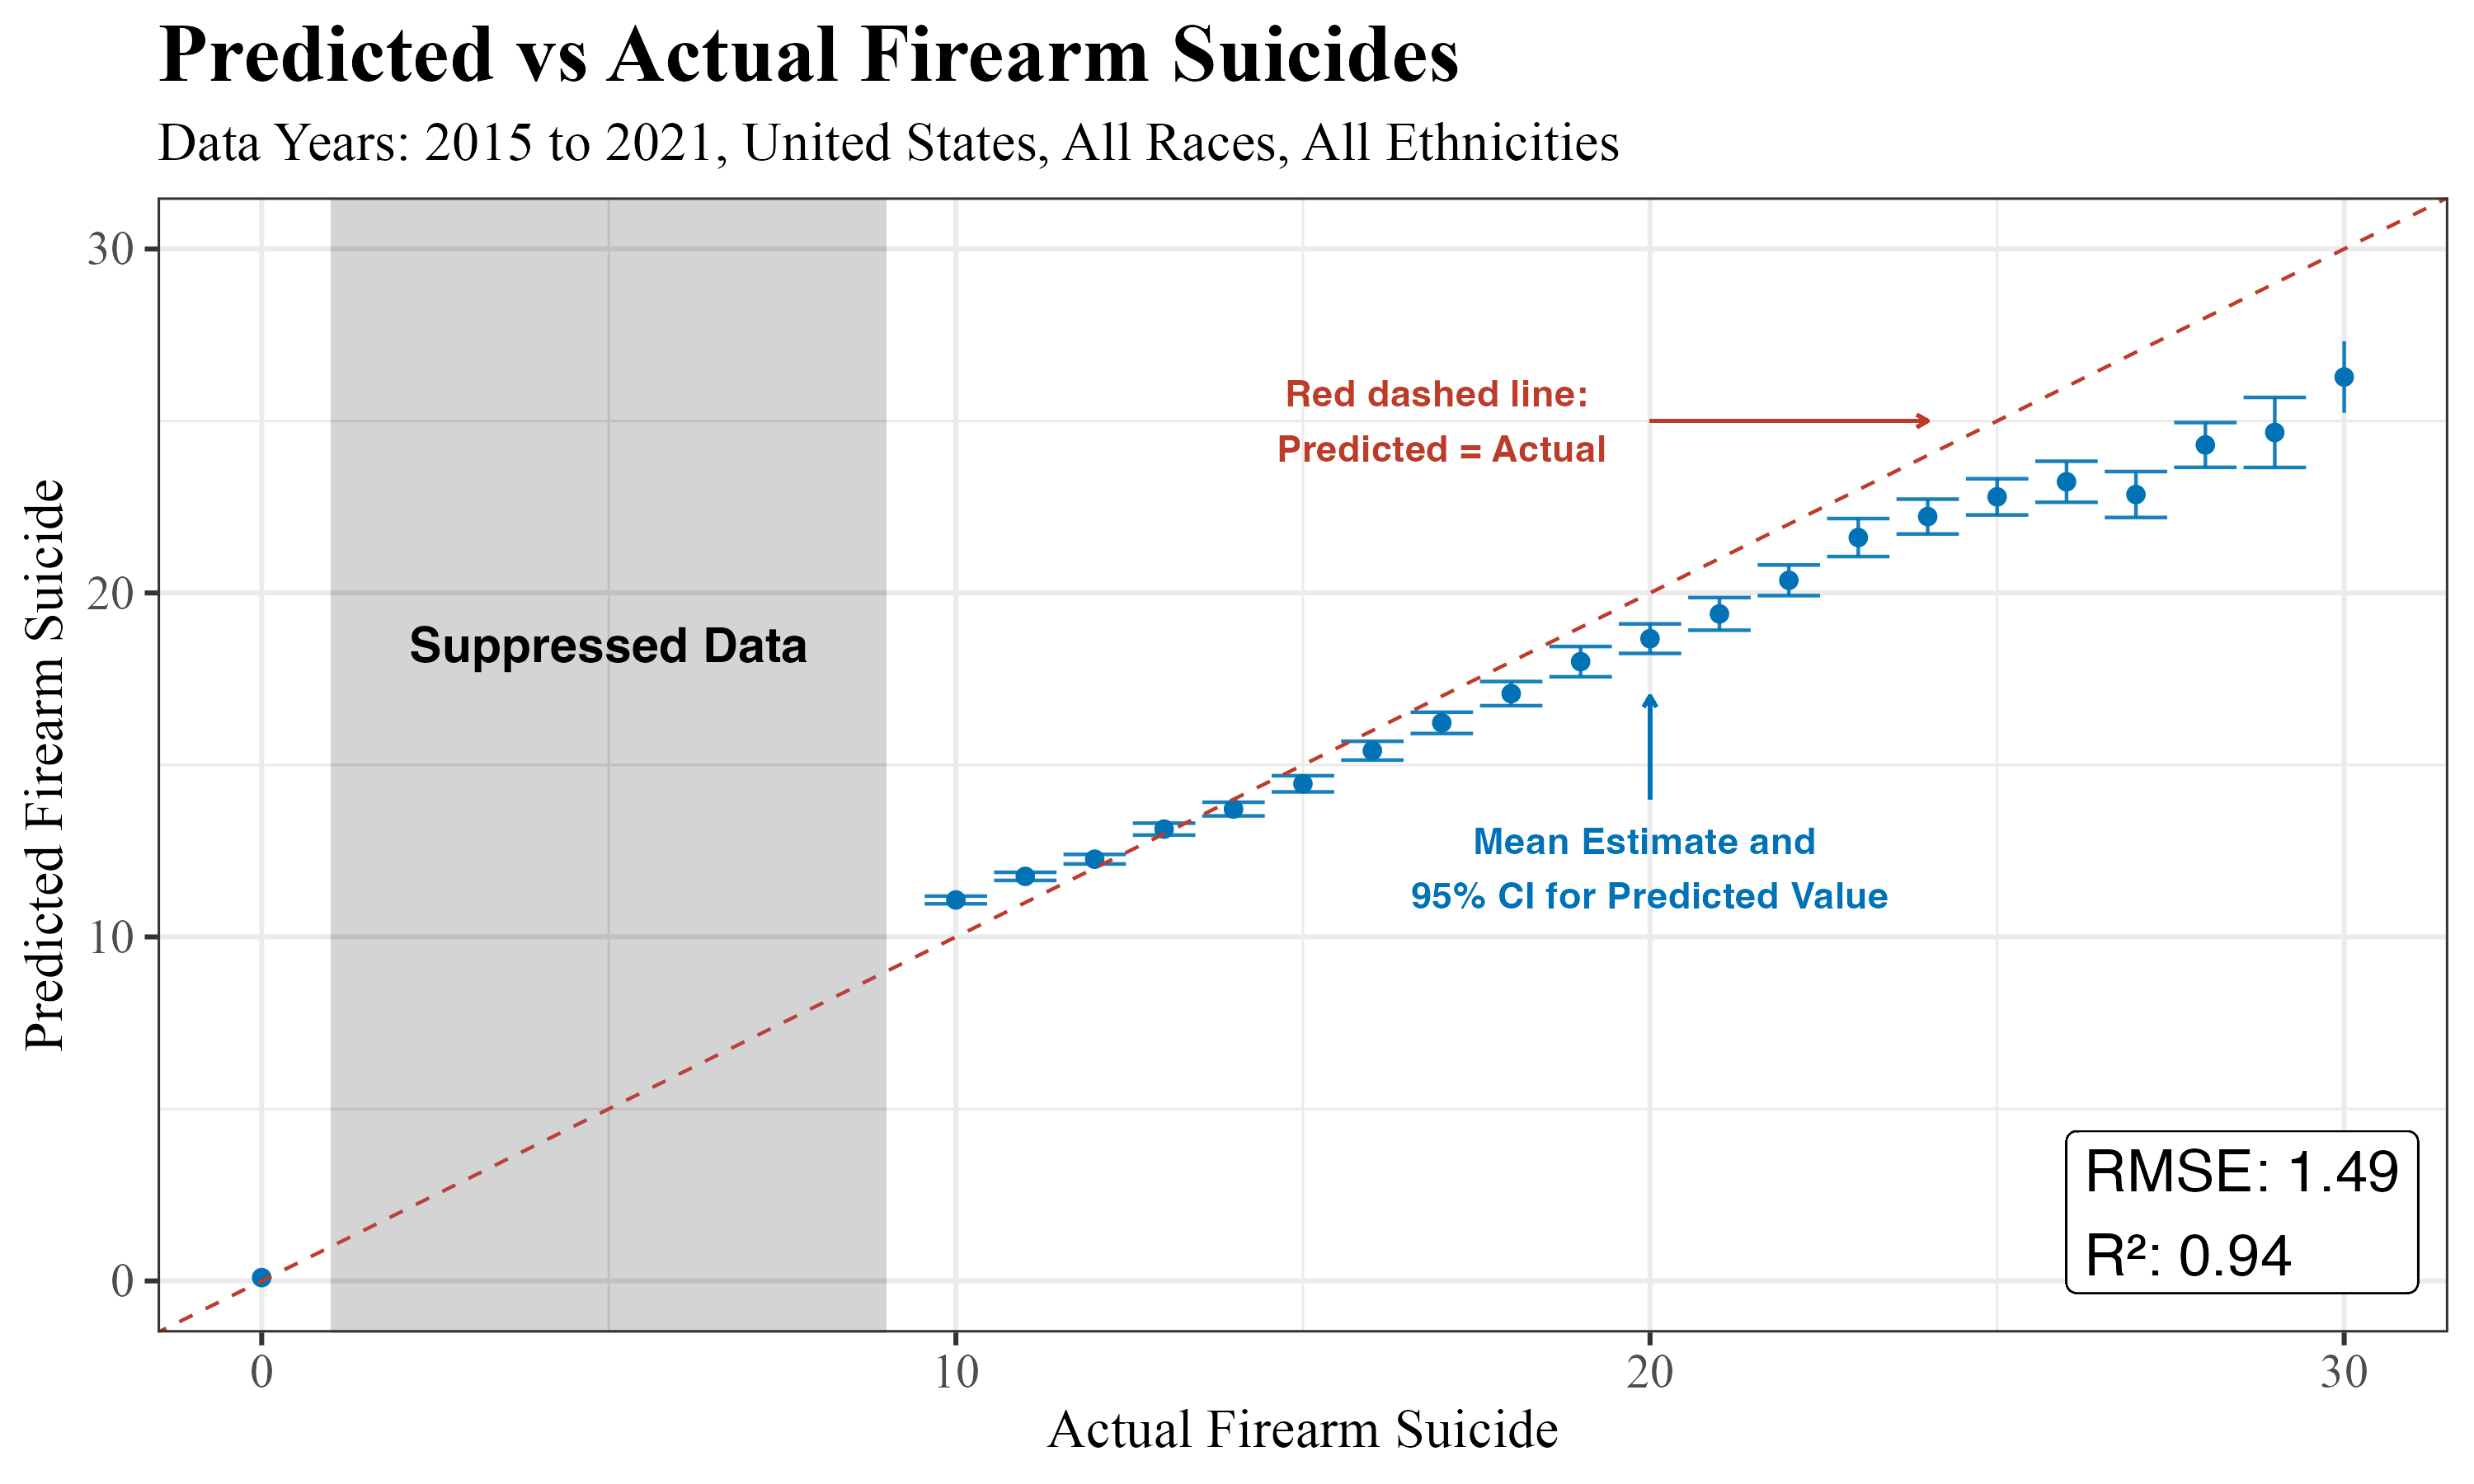 Predicted vs Actual Firearm Suicides
Data Years: 2015 to 2021, United States, All Races, All Ethnicities
Predicted Firearm Suicide
30
20
10
0
Suppressed Data
Red dashed line:
Predicted = Actual
Mean Estimate and
95% CI for Predicted Value
RMSE: 1.49
R²: 0.94
0
10
20
30
Actual Firearm Suicide